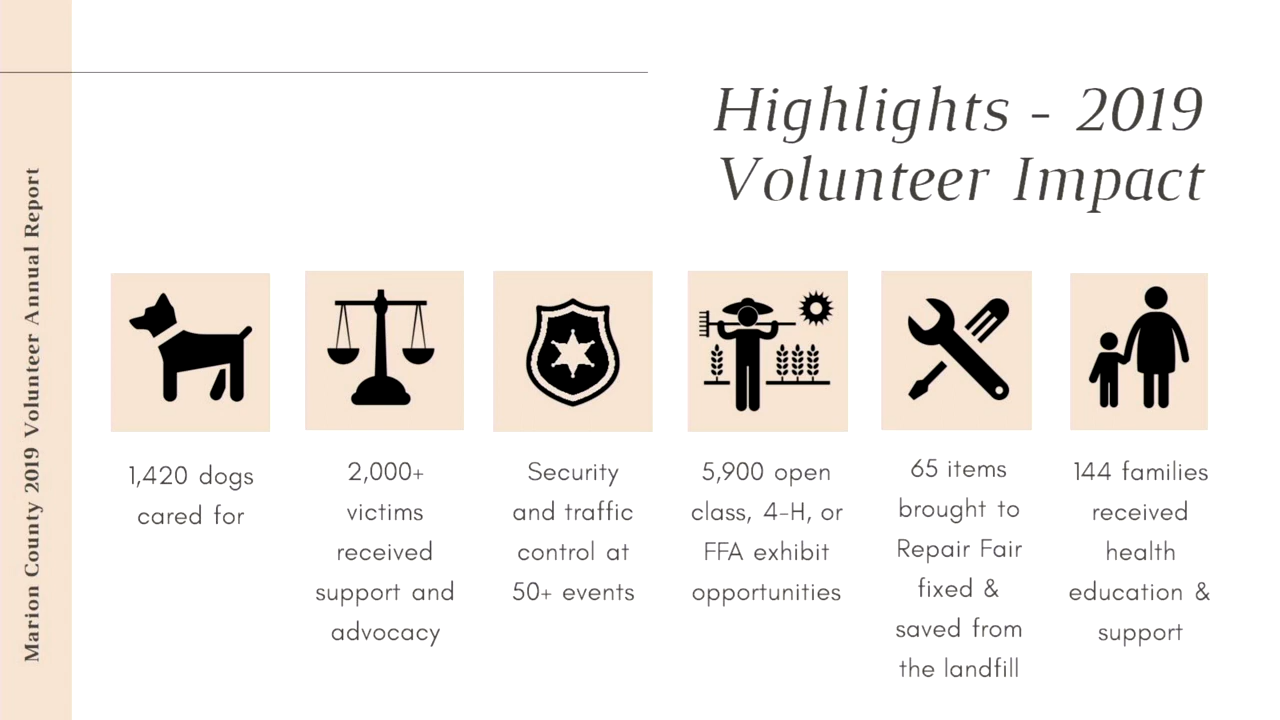 Marion County 2019 Volunteer Annual Report
Highlights - 2019
Volunteer Impact
1,420 dogs
cared for
2,000+
victims
received
support and
advocacy
Security
and traffic
control at
50+ events
5,900 open
class, 4-H, or
FFA exhibit
opportunities
65 items
brought to
Repair Fair
fixed &
saved from
the landfill
144 families
received
health
education &
support